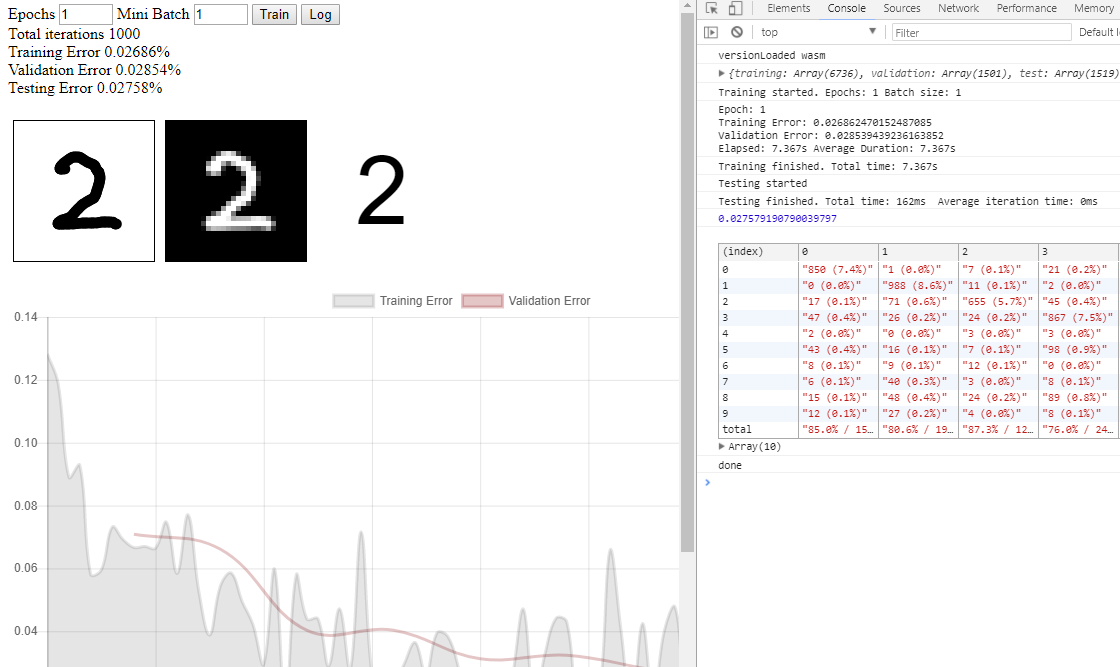 Epochs 1 Mini Batch 1 Train Log
Total iterations 1000
Training Error 0.02686%
Validation Error 0.02854%
Testing Error 0.02758%
2 2 2
Training Error Validation Error
0.14
0.12
0.10
0.08
0.06
0.04
Elements Console Sources Network Performance Memory
top Filter Default l
versionLoaded wasm
{training: Array(6736), validation: Array(1501), test: Array(1519)
Training started. Epochs: 1 Batch size: 1
Epoch: 1
Training Error: 0.026862470152487085
Validation Error: 0.028539439236163852
Elapsed: 7.367s Average Duration: 7.367s
Training finished. Total time: 7.367s
Testing started
Testing finished. Total time: 162ms  Average iteration time: 0ms
0.027579190790039797
(index) 0 1 2 3
0 "850 (7.4%)" "1 (0.0%)" "7 (0.1%)" "21 (0.2%)"
1 "0 (0.0%)" "988 (8.6%)" "11 (0.1%)" "2 (0.0%)"
2 "17 (0.1%)" "71 (0.6%)" "655 (5.7%)" "45 (0.4%)"
3 "47 (0.4%)" "26 (0.2%)" "24 (0.2%)" "867 (7.5%)"
4 "2 (0.0%)" "0 (0.0%)" "3 (0.0%)" "3 (0.0%)"
5 "43 (0.4%)" "16 (0.1%)" "7 (0.1%)" "98 (0.9%)"
6 "8 (0.1%)" "9 (0.1%)" "12 (0.1%)" "0 (0.0%)"
7 "6 (0.1%)" "40 (0.3%)" "3 (0.0%)" "8 (0.1%)"
8 "15 (0.1%)" "48 (0.4%)" "24 (0.2%)" "89 (0.8%)"
9 "12 (0.1%)" "27 (0.2%)" "4 (0.0%)" "8 (0.1%)"
total "85.0% / 15… "80.6% / 19… "87.3% / 12… "76.0% / 24…
Array(10)
done